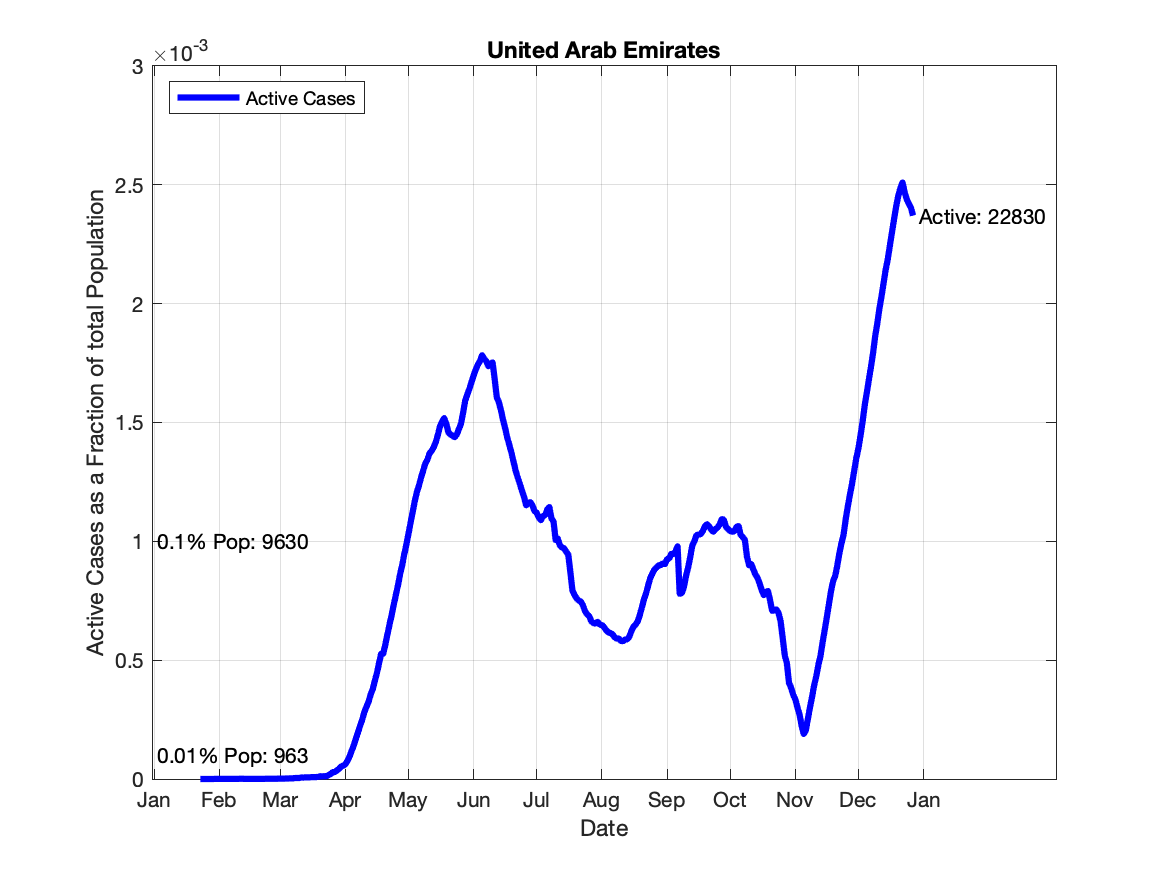 United Arab Emirates
×10-3
Active Cases
3
2.5
2
1.5
1
0.5
0
Active Cases as a Fraction of total Population
Active: 22830
0.1% Pop: 9630
0.01% Pop: 963
Jan Feb Mar Apr May Jun Jul Aug Sep Oct Nov Dec Jan
Date